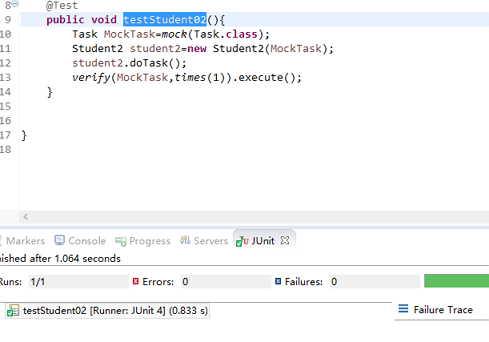 8
@Test
9 public void testStudent02(){
10 Task MockTask=mock(Task.class);
11 Student2 student2=new Student2(MockTask);
12 student2.doTask();
13 verify(MockTask,times(1)).execute();
14 }
15
16
17 }
18
Markers Console Progress Servers JUnit
nished after 1.064 seconds
Runs: 1/1 Errors: 0 Failures: 0
testStudent02 [Runner: JUnit 4] (0.833 s) Failure Trace